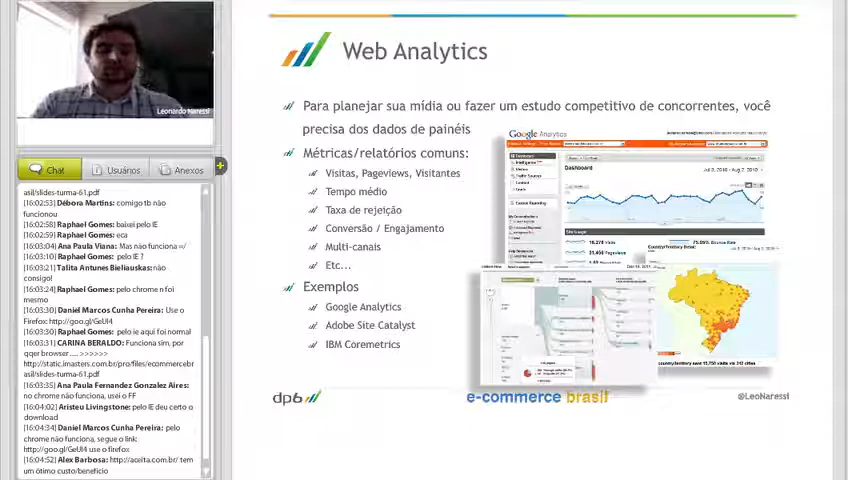 Leonardo Naressi
Chat
Usuários
Anexos
asil/slides-turma-61.pdf
[16:02:53] Débora Martins: comigo tb não
funcionou
[16:02:58] Raphael Gomes: baixei pelo IE
[16:02:59] Raphael Gomes: eca
[16:03:04] Ana Paula Viana: Mas não funciona =/
[16:03:10] Raphael Gomes: pelo IE ?
[16:03:21] Talita Antunes Bieliauskas: não
consigo!
[16:03:24] Raphael Gomes: pelo chrome n foi
mesmo
[16:03:30] Daniel Marcos Cunha Pereira: Use o
Firefox: http://goo.gl/GeUI4
[16:03:30] Raphael Gomes: pelo ie aqui foi normal
[16:03:31] CARINA BERALDO: Funciona sim, por
qqer browser ..... >>>>>>
http://static.imasters.com.br/pro/files/ecommercebr
asil/slides-turma-61.pdf
[16:03:35] Ana Paula Fernandez Gonzalez Aires:
no chrome não funciona, usei o FF
[16:04:02] Aristeu Livingstone: pelo IE deu certo o
download
[16:04:34] Daniel Marcos Cunha Pereira: pelo
chrome não funciona, segue o link:
http://goo.gl/GeUI4 use o firefox
[16:04:52] Alex Barbosa: http://aceita.com.br/ tem
um ótimo custo/benefício
Web Analytics
Para planejar sua mídia ou fazer um estudo competitivo de concorrentes, você
precisa dos dados de painéis
Métricas/relatórios comuns:
Visitas, Pageviews, Visitantes
Tempo médio
Taxa de rejeição
Conversão / Engajamento
Multi-canais
Etc...
Exemplos
Google Analytics
Adobe Site Catalyst
IBM Coremetrics
Google Analytics
Dashboard
dp6
e-commerce brasil
@LeoNaressi